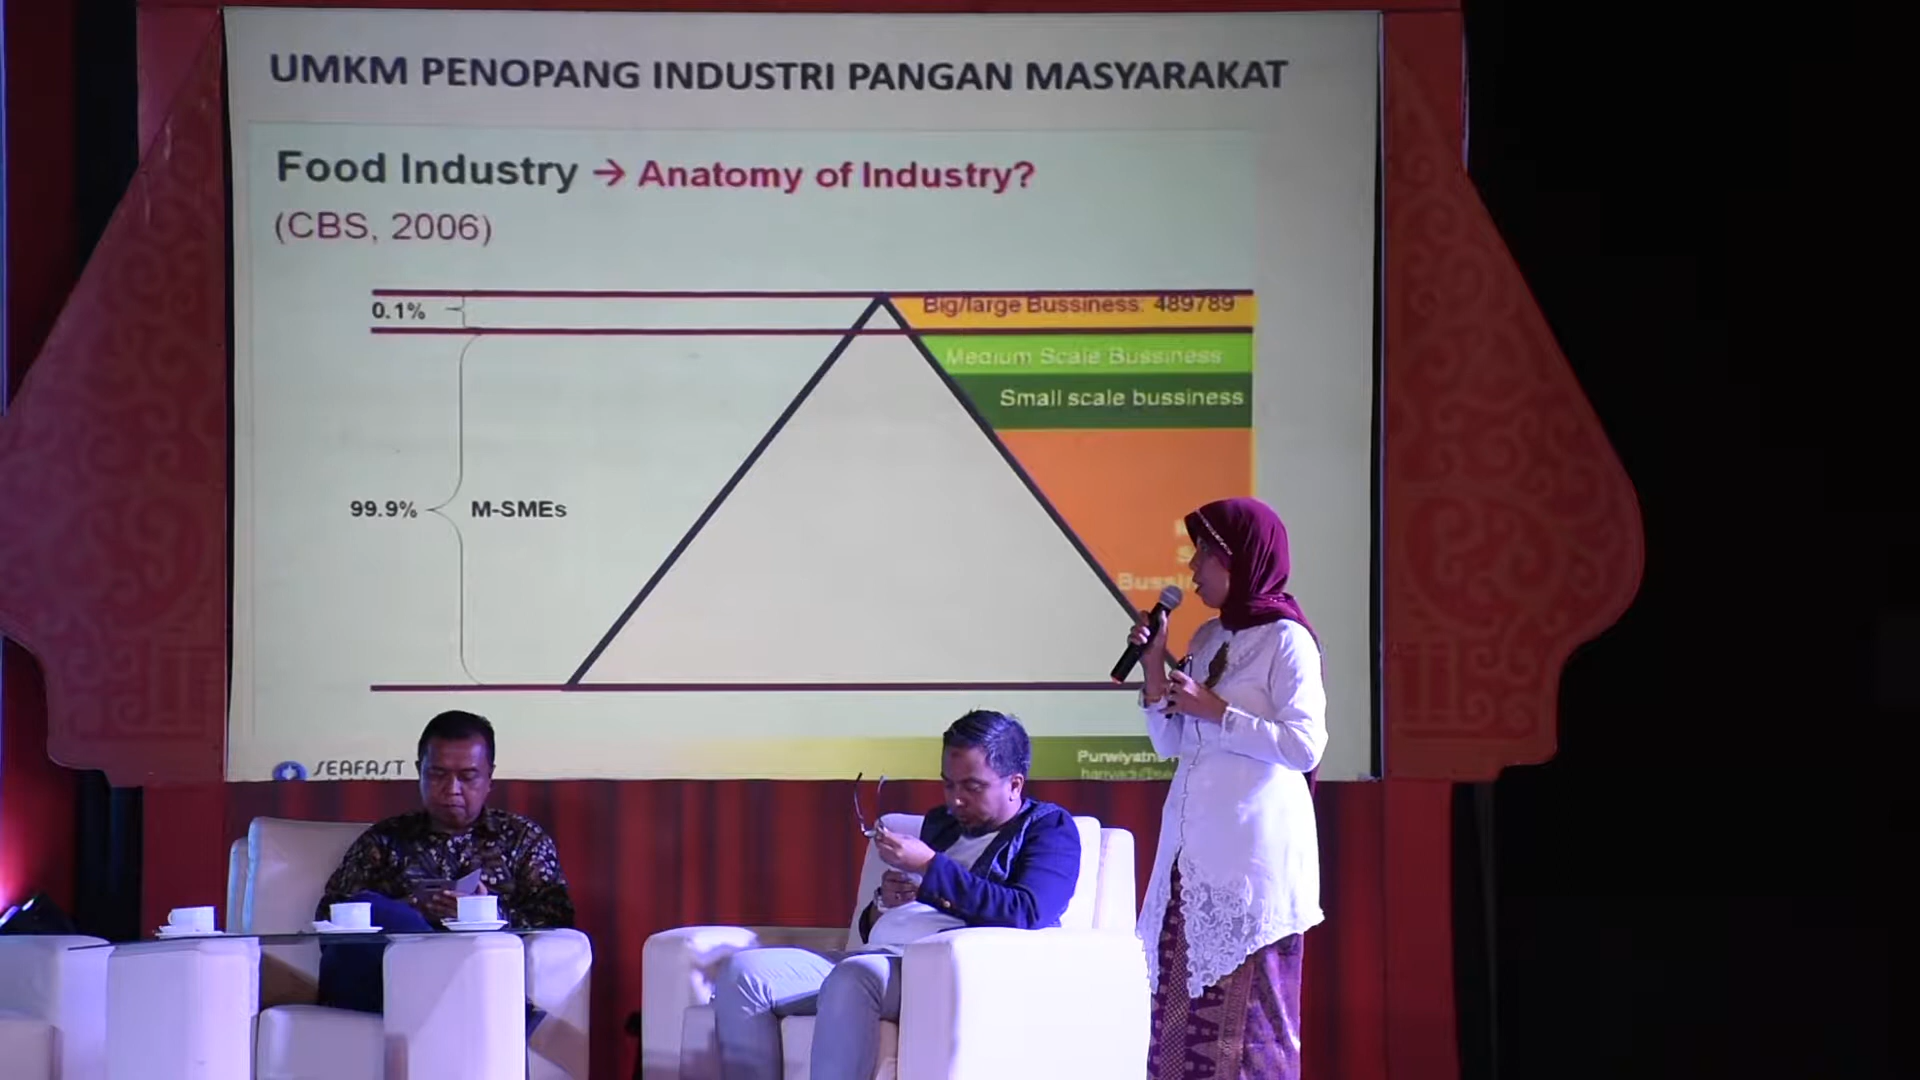 UMKM PENOPANG INDUSTRI PANGAN MASYARAKAT
Food Industry → Anatomy of Industry?
(CBS, 2006)
0.1%
Big/large Bussiness: 489789
Medium Scale Bussiness
Small scale bussiness
99.9%
M-SMEs
SEAFAST